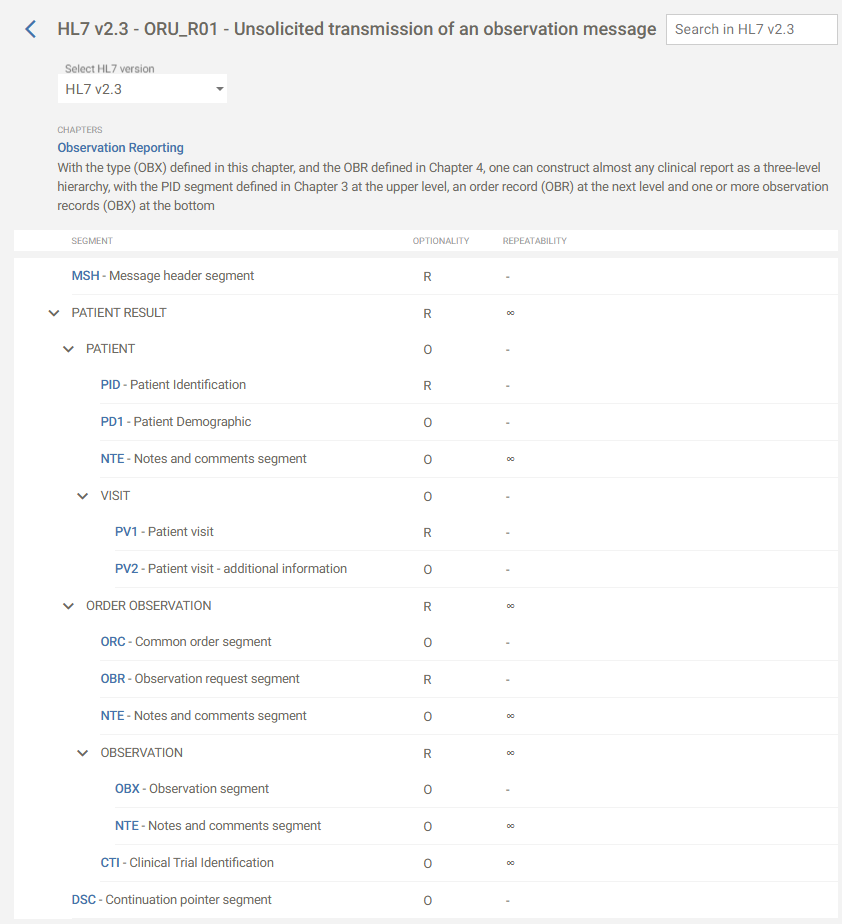 HL7 v2.3 - ORU_R01 - Unsolicited transmission of an observation message
Search in HL7 v2.3
Select HL7 version
HL7 v2.3
CHAPTERS
Observation Reporting
With the type (OBX) defined in this chapter, and the OBR defined in Chapter 4, one can construct almost any clinical report as a three-level
hierarchy, with the PID segment defined in Chapter 3 at the upper level, an order record (OBR) at the next level and one or more observation
records (OBX) at the bottom
SEGMENT OPTIONALITY REPEATABILITY
MSH - Message header segment R -
PATIENT RESULT R ∞
PATIENT O -
PID - Patient Identification R -
PD1 - Patient Demographic O -
NTE - Notes and comments segment O ∞
VISIT O -
PV1 - Patient visit R -
PV2 - Patient visit - additional information O -
ORDER OBSERVATION R ∞
ORC - Common order segment O -
OBR - Observation request segment R -
NTE - Notes and comments segment O ∞
OBSERVATION R ∞
OBX - Observation segment O -
NTE - Notes and comments segment O ∞
CTI - Clinical Trial Identification O ∞
DSC - Continuation pointer segment O -